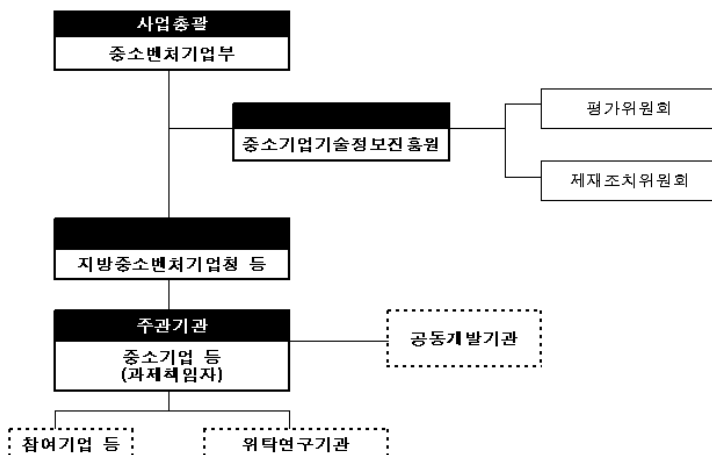 사업총괄
중소벤처기업부
평가위원회
중소기업기술정보진흥원
제재조치위원회
지방중소벤처기업청 등
주관기관
중소기업 등
(과제책임자)
공동개발기관
참여기업 등
위탁연구기관